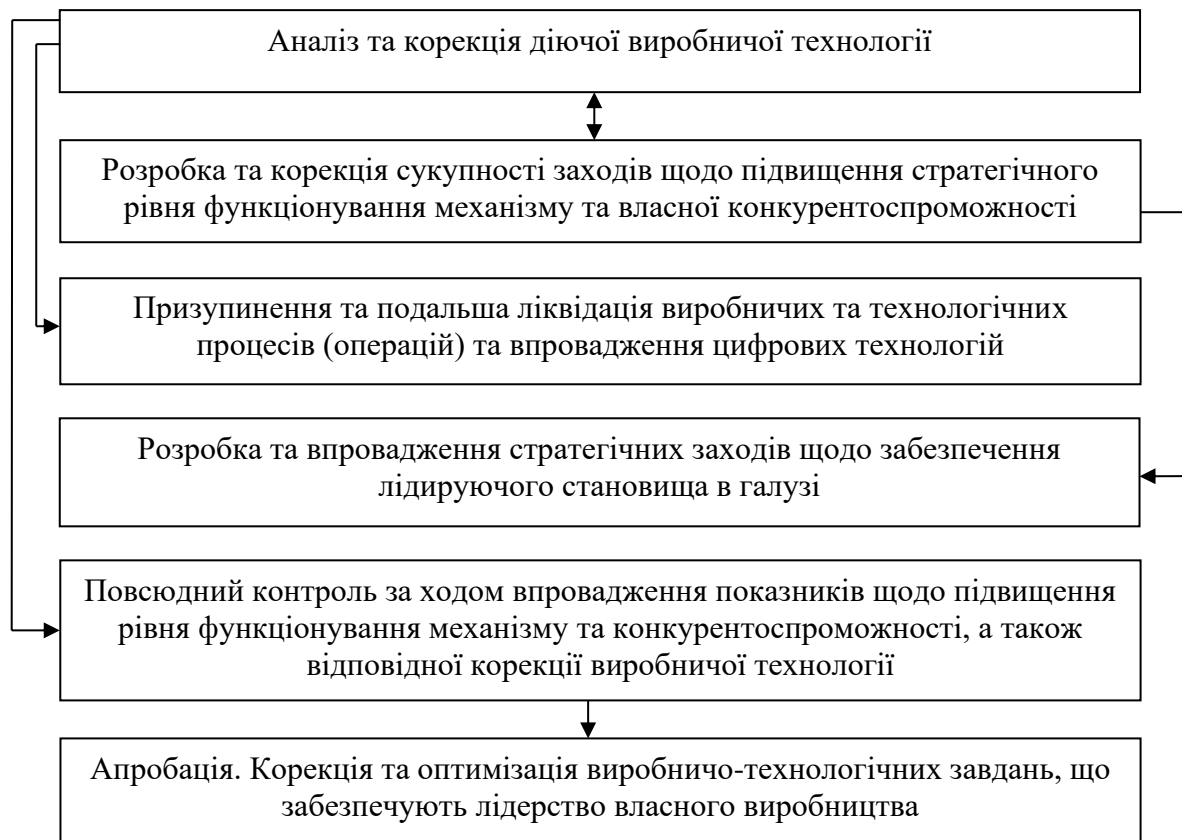 Аналіз та корекція діючої виробничої технології
Розробка та корекція сукупності заходів щодо підвищення стратегічного
рівня функціонування механізму та власної конкурентоспроможності
Призупинення та подальша ліквідація виробничих та технологічних
процесів (операцій) та впровадження цифрових технологій
Розробка та впровадження стратегічних заходів щодо забезпечення
лідируючого становища в галузі
Повсюдний контроль за ходом впровадження показників щодо підвищення
рівня функціонування механізму та конкурентоспроможності, а також
відповідної корекції виробничої технології
Апробація. Корекція та оптимізація виробничо-технологічних завдань, що
забезпечують лідерство власного виробництва